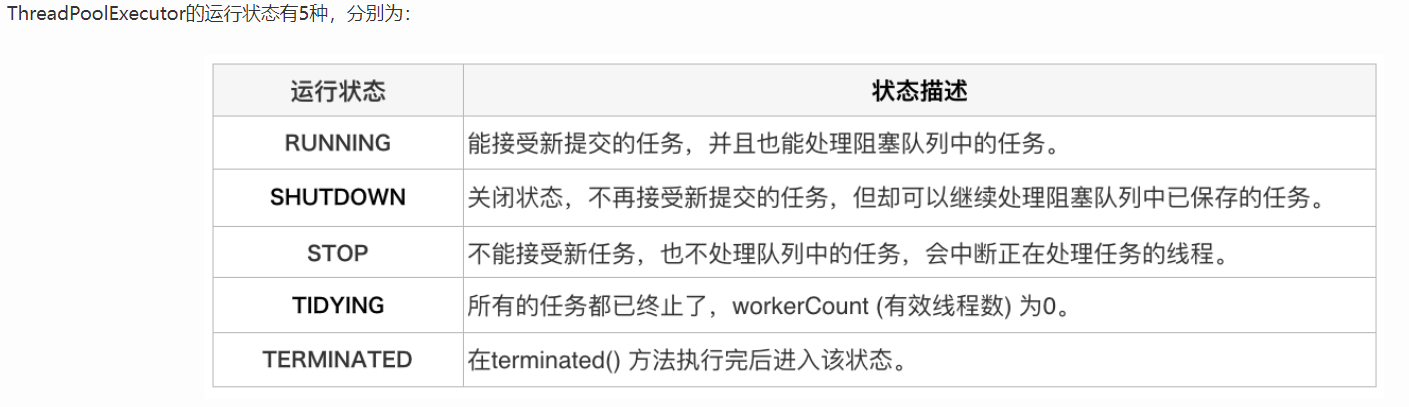 ThreadPoolExecutor的运行状态有5种，分别为：
运行状态 状态描述
RUNNING 能接受新提交的任务，并且也能处理阻塞队列中的任务。
SHUTDOWN 关闭状态，不再接受新提交的任务，但却可以继续处理阻塞队列中已保存的任务。
STOP 不能接受新任务，也不处理队列中的任务，会中断正在处理任务的线程。
TIDYING 所有的任务都已终止了，workerCount (有效线程数) 为0。
TERMINATED 在terminated() 方法执行完后进入该状态。